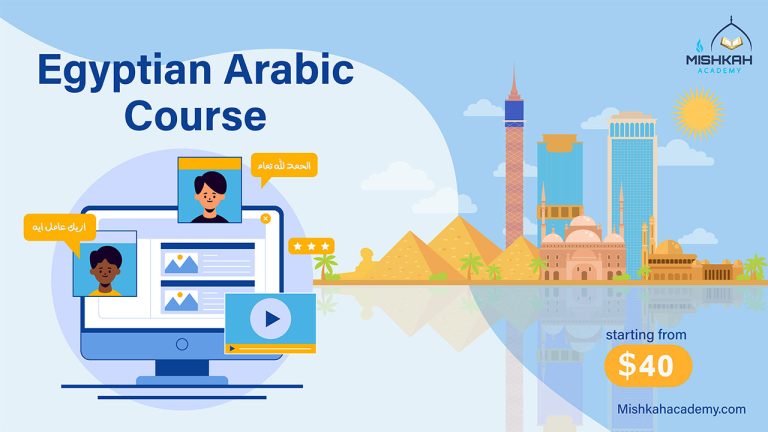 Egyptian Arabic
Course
MISHKAH
ACADEMY
الحمد لله تمام
ازيك عامل ايه
starting from
$40
Mishkahacademy.com